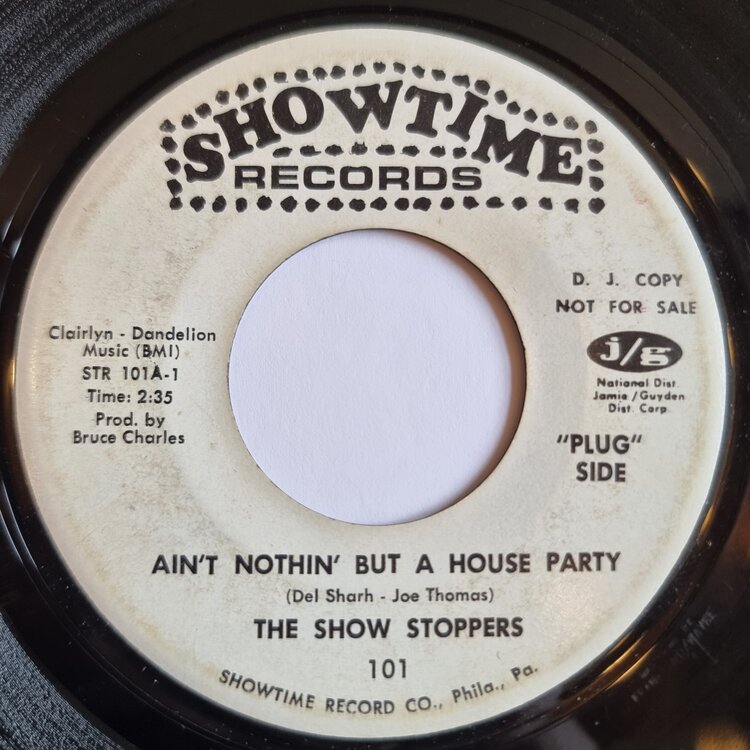 SHOWTIME
RECORDS
D. J. COPY
NOT FOR SALE
Clairlyn - Dandelion
Music (BMI)
STR 101A-1
Time: 2:35
Prod. by
Bruce Charles
j/g
National Dist.
Jamie/Guyden
Dist. Corp.
"PLUG"
SIDE
AIN'T NOTHIN' BUT A HOUSE PARTY
(Del Sharh - Joe Thomas)
THE SHOW STOPPERS
101
SHOWTIME RECORD CO., Phila., Pa.